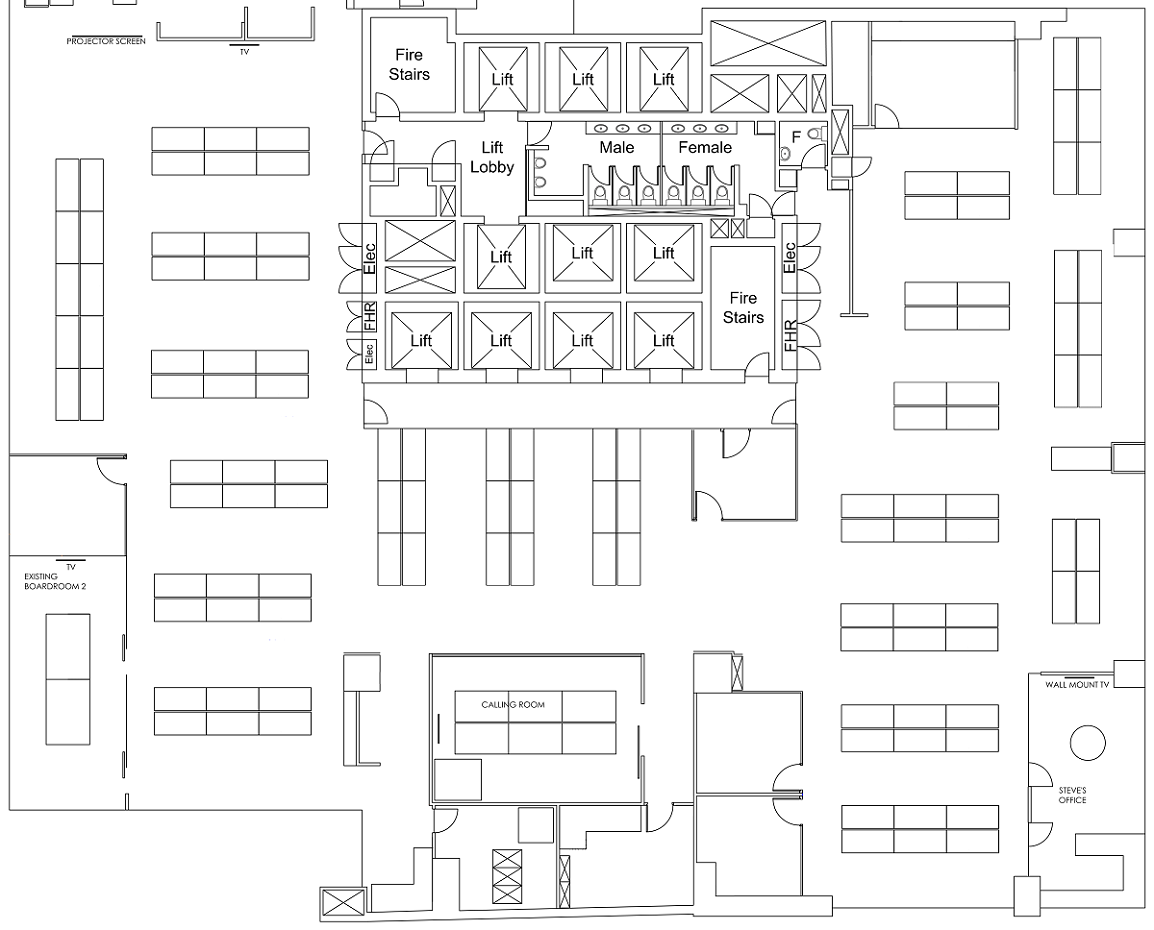 PROJECTOR SCREEN
TV
Fire
Stairs
Lift
Lift
Lift
Lift
Lobby
Male
Female
F
Elec
Lift
Lift
Lift
Elec
FHR
Fire
Stairs
FHR
Elec
Lift
Lift
Lift
Lift
TV
EXISTING
BOARDROOM 2
CALLING ROOM
WALL MOUNT TV
STEVE'S
OFFICE